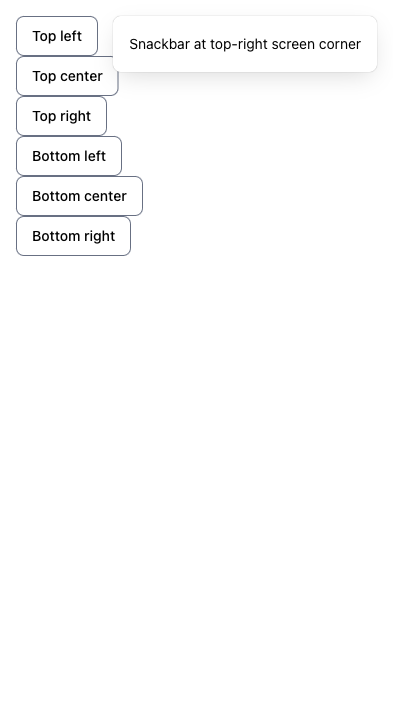 Top left
Snackbar at top-right screen corner
Top center
Top right
Bottom left
Bottom center
Bottom right